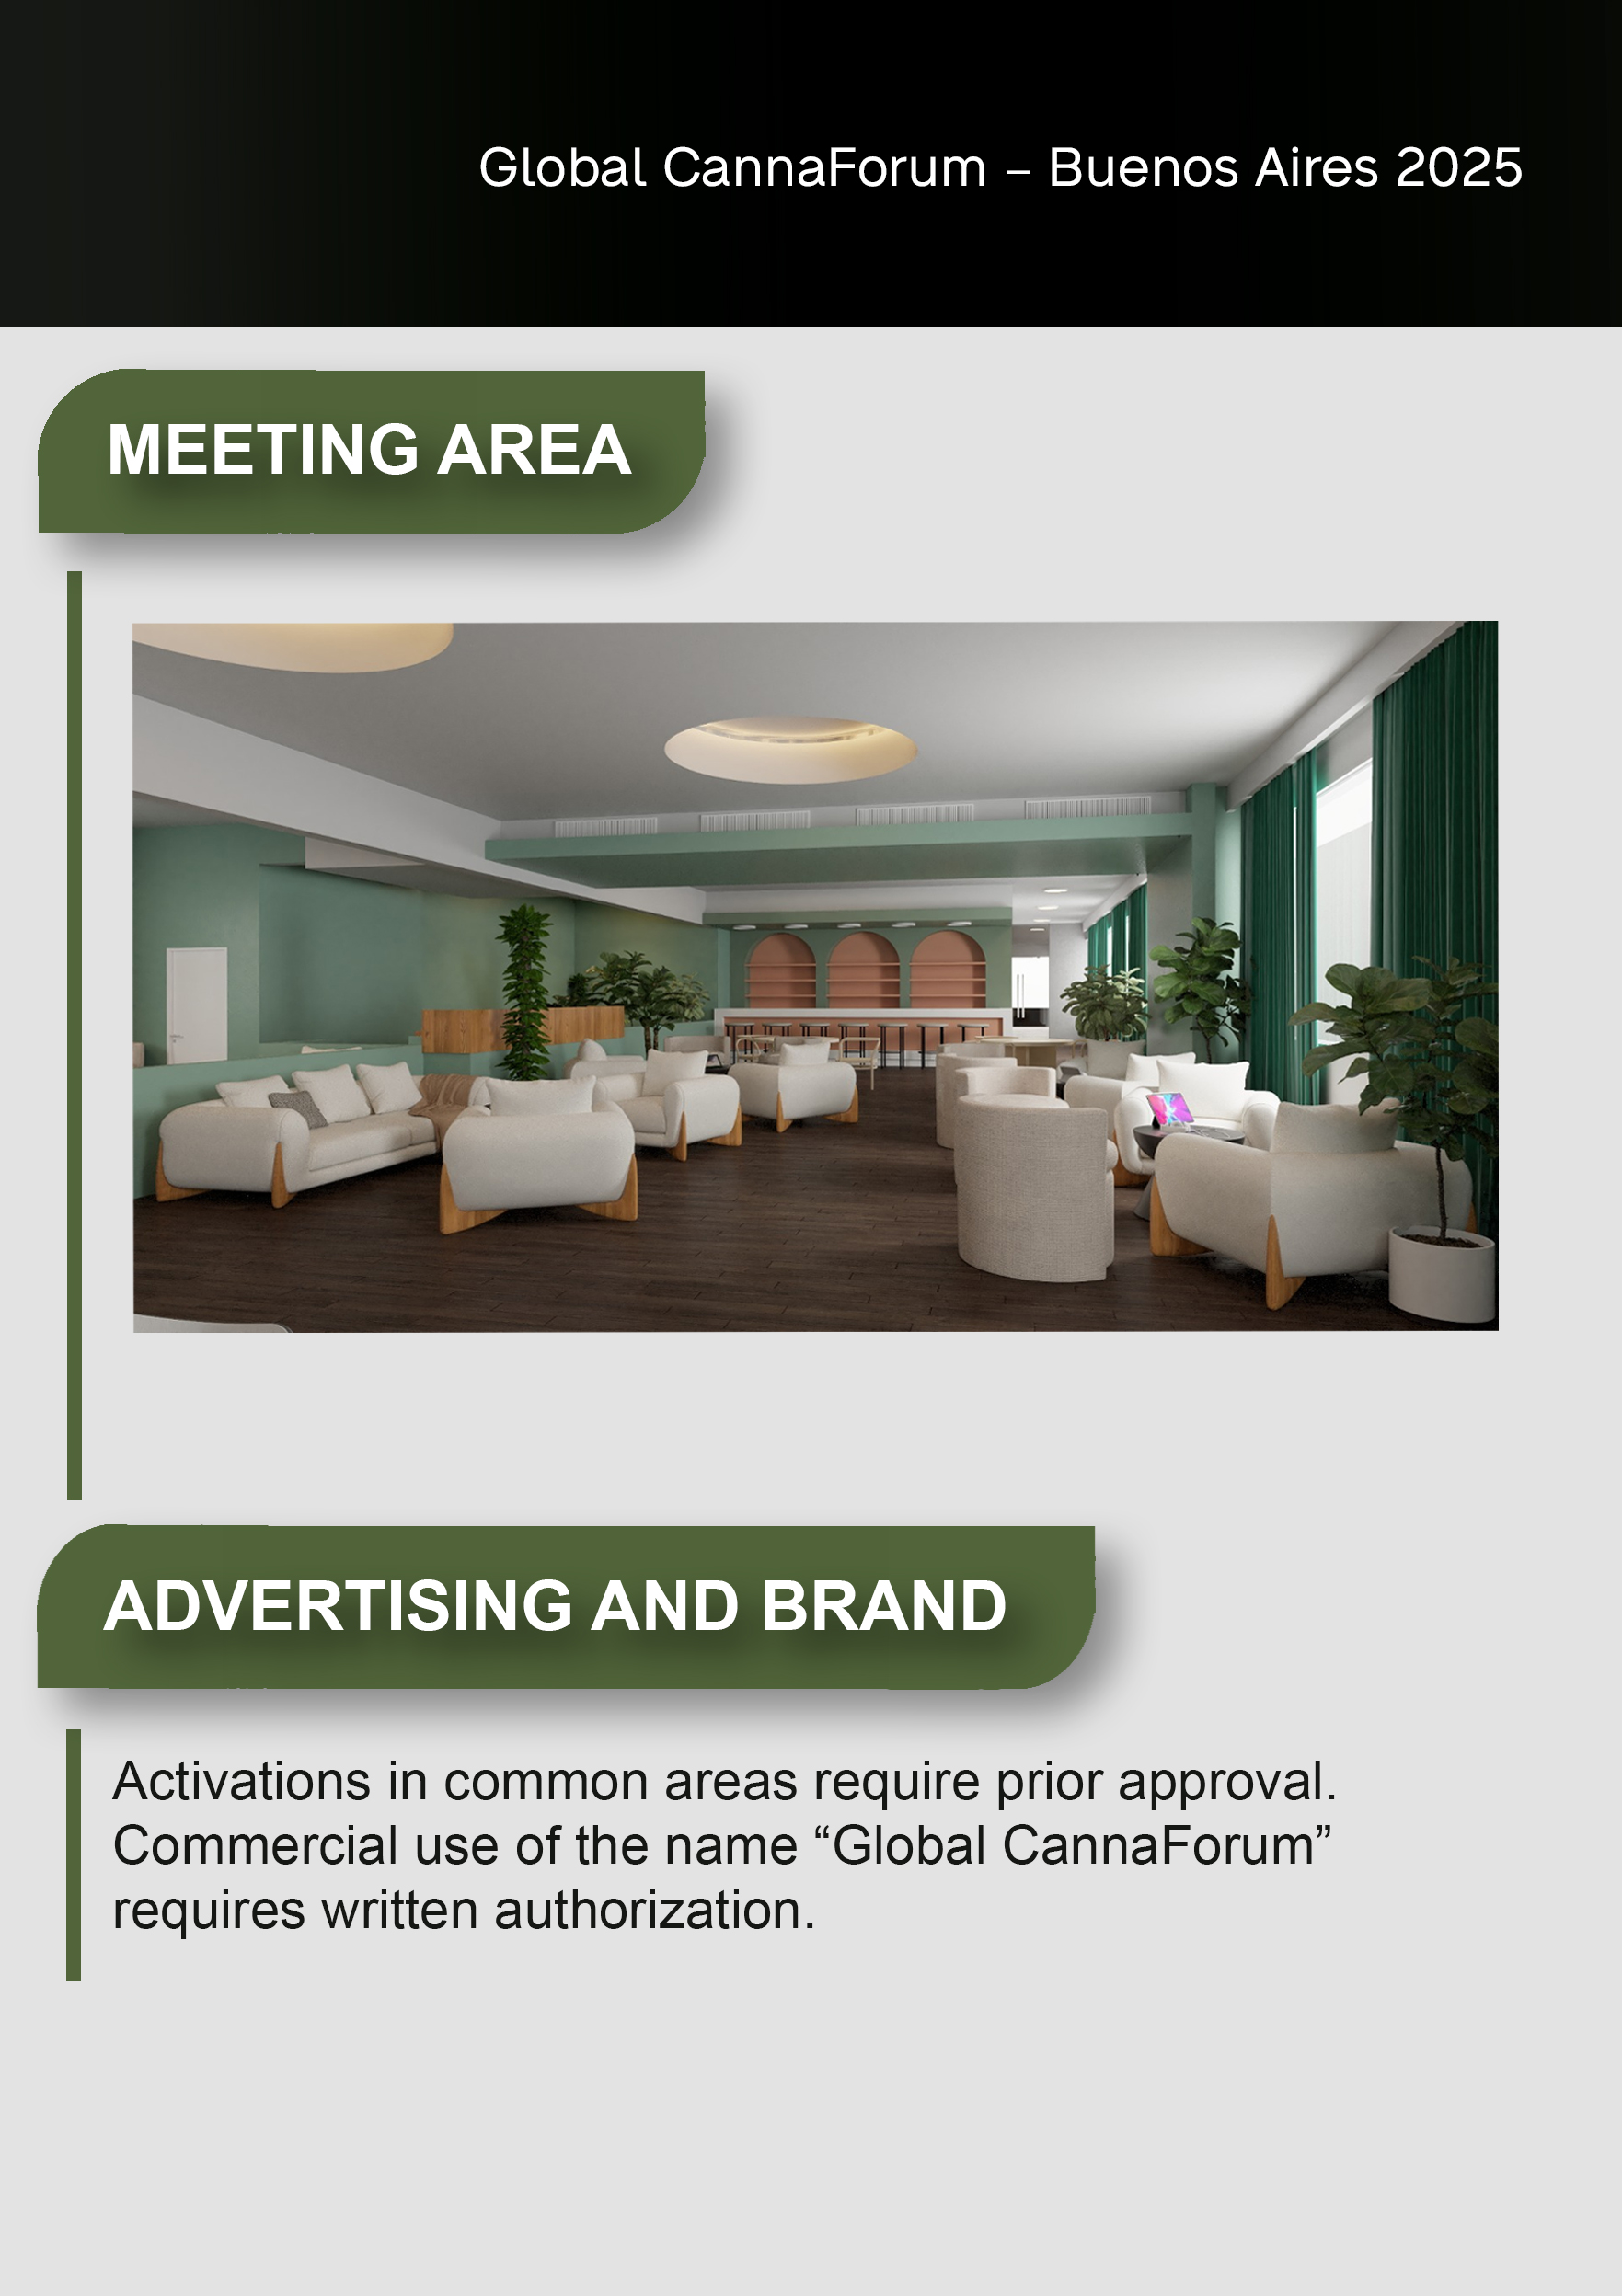 Global CannaForum – Buenos Aires 2025
MEETING AREA
ADVERTISING AND BRAND
Activations in common areas require prior approval.
Commercial use of the name “Global CannaForum”
requires written authorization.